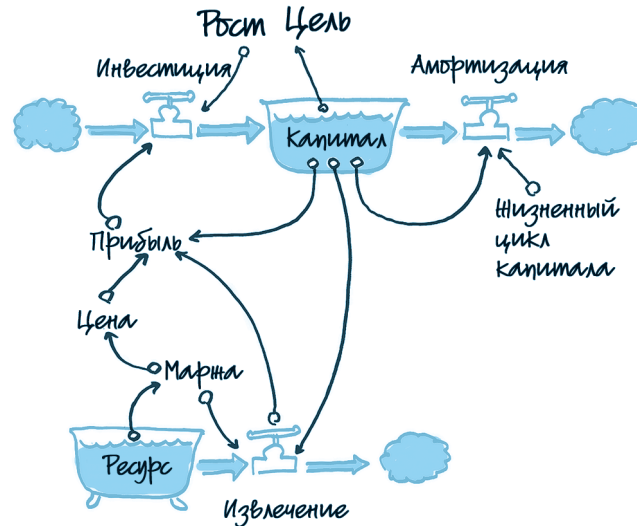 Рост Цель
Инвестиция
Амортизация
Капитал
Жизненный
цикл
капитала
Прибыль
Цена
Маржа
Ресурс
Извлечение